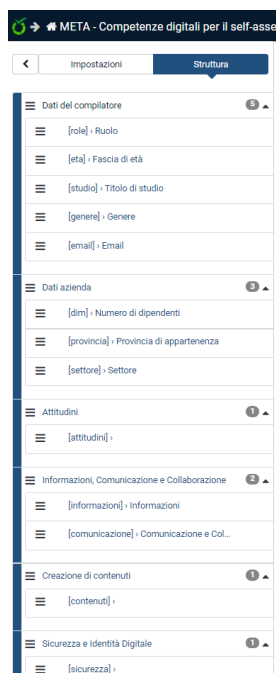 META - Competenze digitali per il self-asse
Impostazioni
Struttura
Dati del compilatore 5
[role] › Ruolo
[eta] › Fascia di età
[studio] › Titolo di studio
[genere] › Genere
[email] › Email
Dati azienda 3
[dim] › Numero di dipendenti
[provincia] › Provincia di appartenenza
[settore] › Settore
Attitudini 1
[attitudini] ›
Informazioni, Comunicazione e Collaborazione 2
[informazioni] › Informazioni
[comunicazione] › Comunicazione e Col...
Creazione di contenuti 1
[contenuti] ›
Sicurezza e Identità Digitale 1
[sicurezza] ›